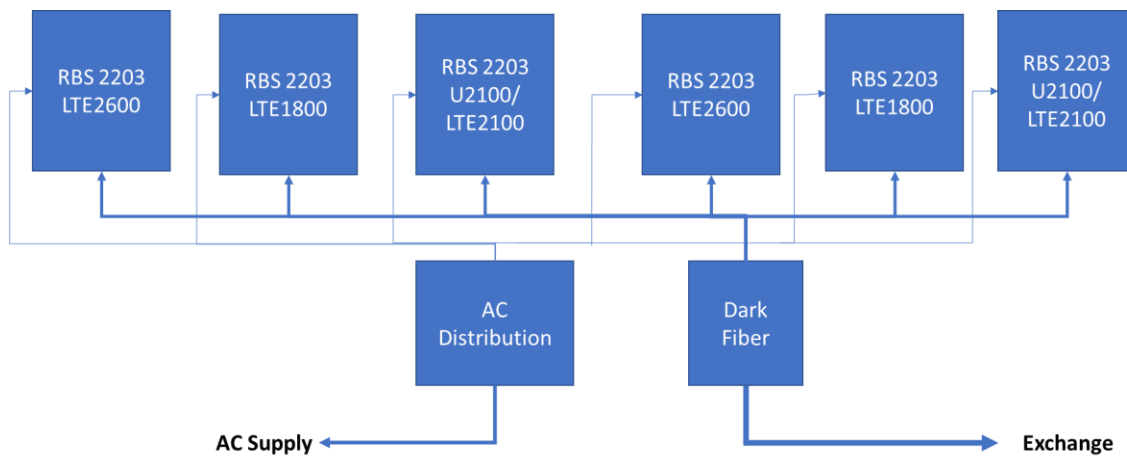 RBS 2203
LTE2600
RBS 2203
LTE1800
RBS 2203
U2100/
LTE2100
RBS 2203
LTE2600
RBS 2203
LTE1800
RBS 2203
U2100/
LTE2100
AC
Distribution
Dark
Fiber
AC Supply
Exchange